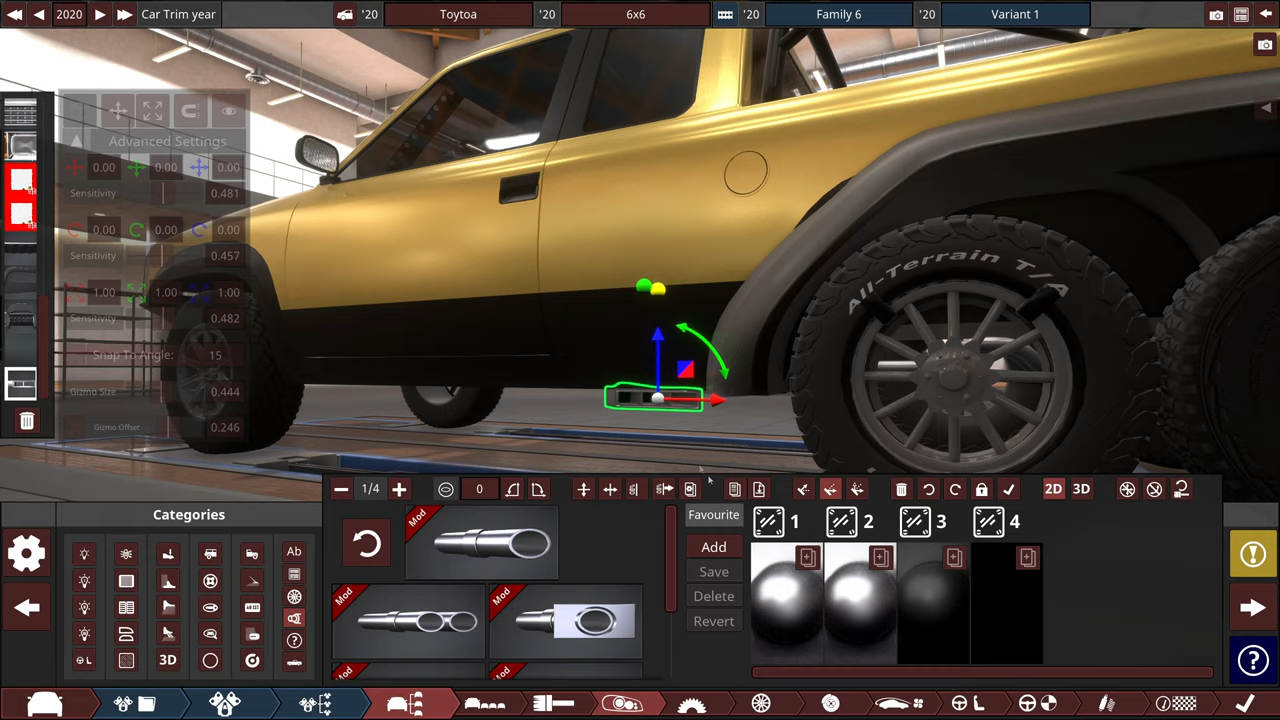 2020 Car Trim year '20 Toytoa '20 6x6 '20 Family 6 '20 Variant 1
Advanced Settings
0.00 0.00 0.00
Sensitivity 0.481
0.00 0.00 0.00
Sensitivity 0.457
1.00 1.00 1.00
Sensitivity 0.482
Snap To Angle: 15
Gizmo Size 0.444
Gizmo Offset 0.246
All-Terrain T/A
1/4 0 2D 3D
Categories
Ab
3D
L
Mod
Mod
Mod
Mod
Mod
Favourite
Add
Save
Delete
Revert
1 2 3 4